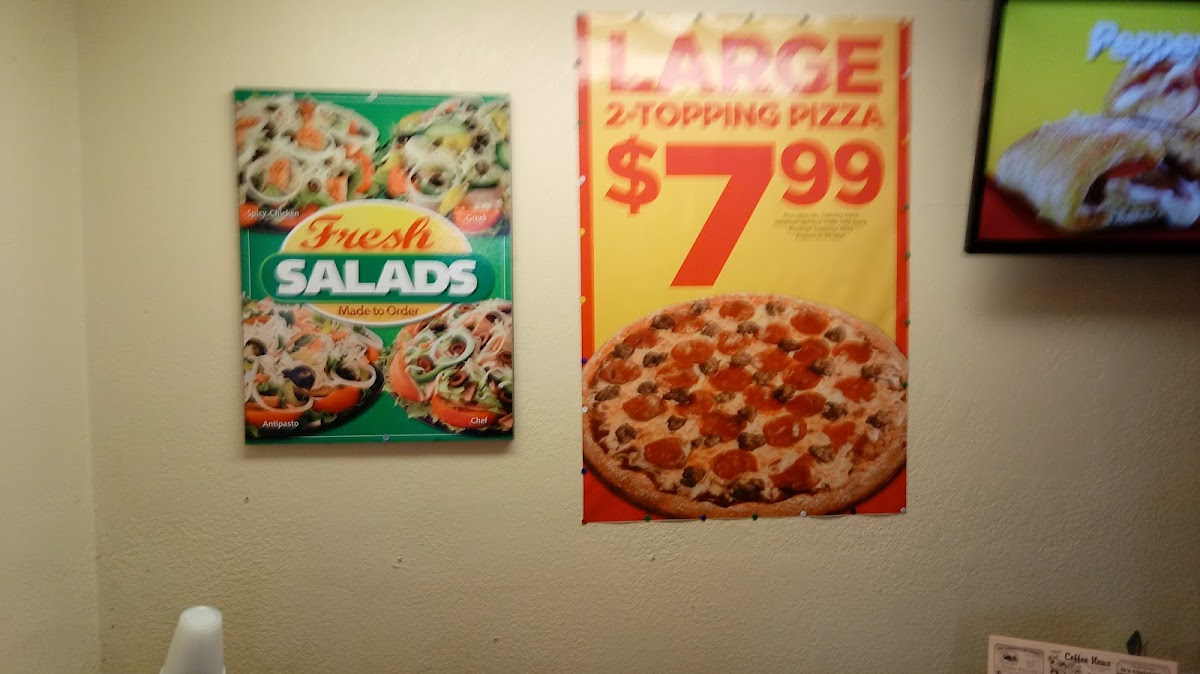 Spicy Chicken
Greek
Fresh
SALADS
Made to Order
Antipasto
Chef
LARGE
2-TOPPING PIZZA
$799
Pepper
Coffee News